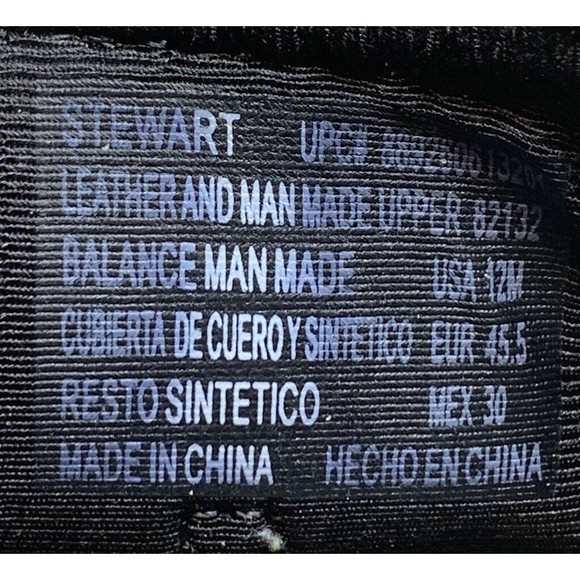 STEWART UPC#
LEATHER AND MAN MADE UPPER 82132
BALANCE MAN MADE USA 12M
CUBIERTA DE CUERO Y SINTETICO EUR 45.5
RESTO SINTETICO MEX 30
MADE IN CHINA HECHO EN CHINA